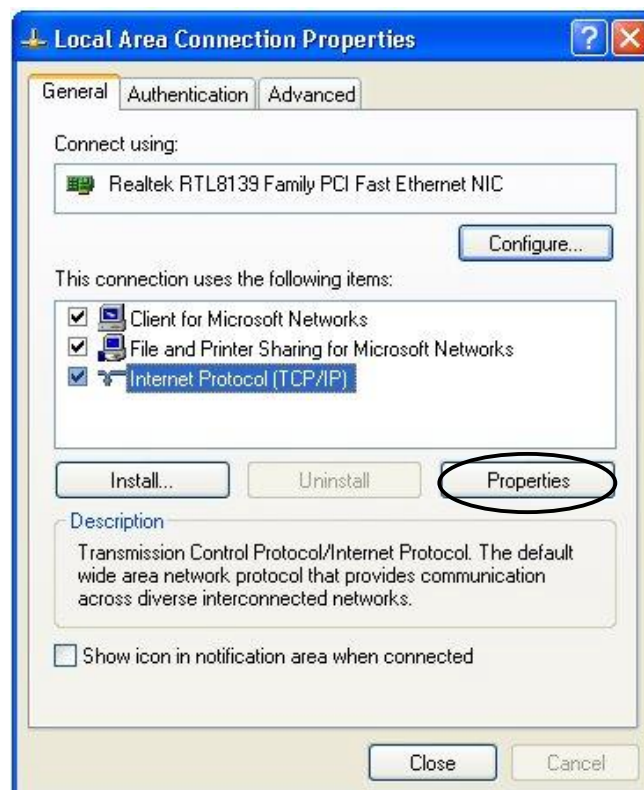 Local Area Connection Properties
General Authentication Advanced
Connect using:
Realtek RTL8139 Family PCI Fast Ethernet NIC
Configure...
This connection uses the following items:
Client for Microsoft Networks
File and Printer Sharing for Microsoft Networks
Internet Protocol (TCP/IP)
Install... Uninstall Properties
Description
Transmission Control Protocol/Internet Protocol. The default
wide area network protocol that provides communication
across diverse interconnected networks.
Show icon in notification area when connected
Close Cancel